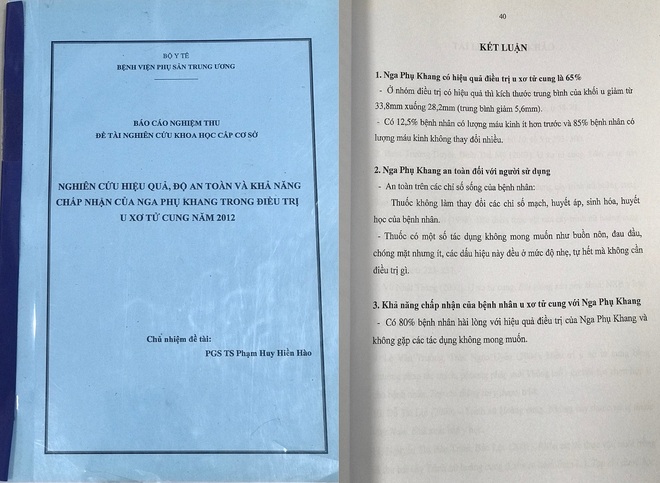 BỘ Y TẾ
BỆNH VIỆN PHỤ SẢN TRUNG ƯƠNG
BÁO CÁO NGHIỆM THU
ĐỀ TÀI NGHIÊN CỨU KHOA HỌC CẤP CƠ SỞ
NGHIÊN CỨU HIỆU QUẢ, ĐỘ AN TOÀN VÀ KHẢ NĂNG
CHẤP NHẬN CỦA NGA PHỤ KHANG TRONG ĐIỀU TRỊ
U XƠ TỬ CUNG NĂM 2012
Chủ nhiệm đề tài:
PGS TS Phạm Huy Hiền Hào
40
KẾT LUẬN
1. Nga Phụ Khang có hiệu quả điều trị u xơ tử cung là 65%
- Ở nhóm điều trị có hiệu quả thì kích thước trung bình của khối u giảm từ
33,8mm xuống 28,2mm (trung bình giảm 5,6mm).
- Có 12,5% bệnh nhân có lượng máu kinh ít hơn trước và 85% bệnh nhân có
lượng máu kinh không thay đổi nhiều.
2. Nga Phụ Khang an toàn đối với người sử dụng
- An toàn trên các chỉ số sống của bệnh nhân:
Thuốc không làm thay đổi các chỉ số mạch, huyết áp, sinh hóa, huyết
học của bệnh nhân.
- Thuốc có một số tác dụng không mong muốn như buồn nôn, đau đầu,
chóng mặt nhưng ít, các dấu hiệu này đều ở mức độ nhẹ, tự hết mà không cần
điều trị gì.
3. Khả năng chấp nhận của bệnh nhân u xơ tử cung với Nga Phụ Khang
- Có 80% bệnh nhân hài lòng với hiệu quả điều trị của Nga Phụ Khang và
không gặp các tác dụng không mong muốn.